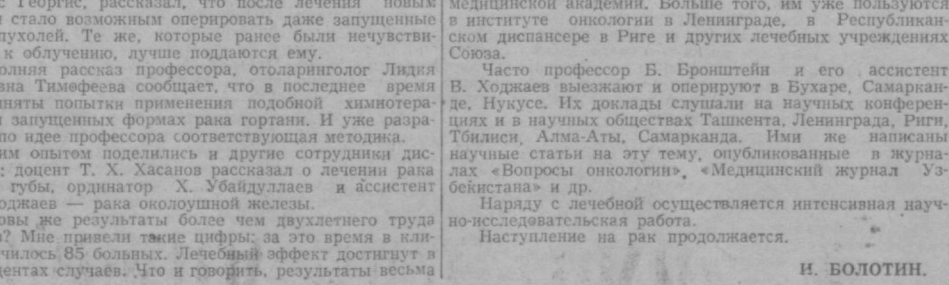 с Георгис, рассказал, что после лечения новым
стало возможным оперировать даже запущенные
пухолей. Те же, которые ранее были нечувстви-
к облучению, лучше поддаются ему.
олняя рассказ профессора, отоларинголог Лидия
вна Тимофеева сообщает, что в последнее время
няты попытки применения подобной химиотера-
запущенных формах рака гортани. И уже разра-
по идее профессора соответствующая методика.
им опытом поделились и другие сотрудники дис-
: доцент Т. Х. Хасанов рассказал о лечении рака
губы, ординатор Х. Убайдуллаев и ассистент
оджаев — рака околоушной железы.
овы же результаты более чем двухлетнего труда
? Мне привели такие цифры: за это время в кли-
чилось 85 больных. Лечебный эффект достигнут в
центах случаев. Что и говорить, результаты весьма
медицинской академии. Больше того, им уже пользуются
в институте онкологии в Ленинграде, в Республикан
ском диспансере в Риге и других лечебных учреждениях
Союза.
Часто профессор Б. Бронштейн и его ассистент
В. Ходжаев выезжают и оперируют в Бухаре, Самаркан-
де, Нукусе. Их доклады слушали на научных конферен-
циях и в научных обществах Ташкента, Ленинграда, Риги,
Тбилиси, Алма-Аты, Самарканда. Ими же написаны
научные статьи на эту тему, опубликованные в журна-
лах «Вопросы онкологии», «Медицинский журнал Уз-
бекистана» и др.
Наряду с лечебной осуществляется интенсивная науч-
но-исследовательская работа.
Наступление на рак продолжается.
И. БОЛОТИН.